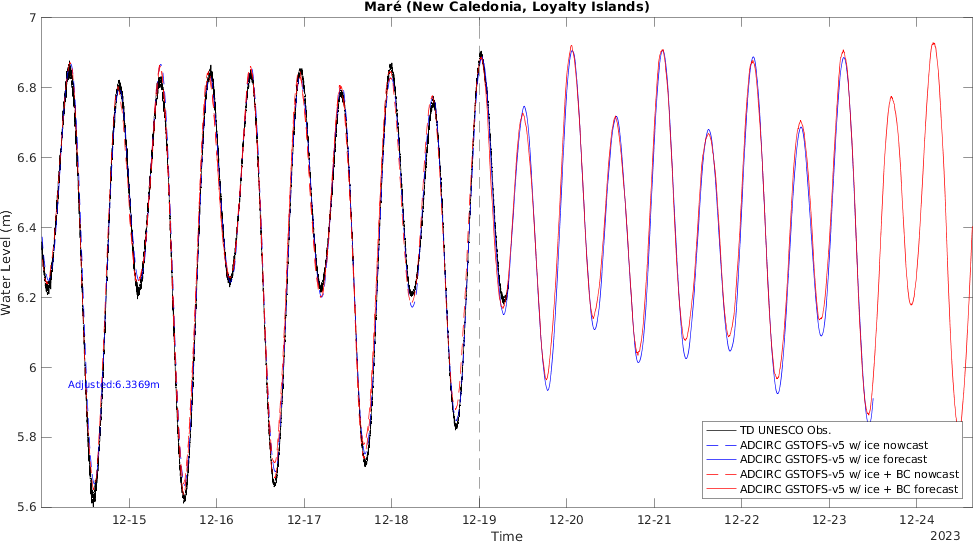 Maré (New Caledonia, Loyalty Islands)
Water Level (m)
7
6.8
6.6
6.4
6.2
6
5.8
5.6
Adjusted:6.3369m
TD UNESCO Obs.
ADCIRC GSTOFS-v5 w/ ice nowcast
ADCIRC GSTOFS-v5 w/ ice forecast
ADCIRC GSTOFS-v5 w/ ice + BC nowcast
ADCIRC GSTOFS-v5 w/ ice + BC forecast
12-15 12-16 12-17 12-18 12-19 12-20 12-21 12-22 12-23 12-24
Time
2023